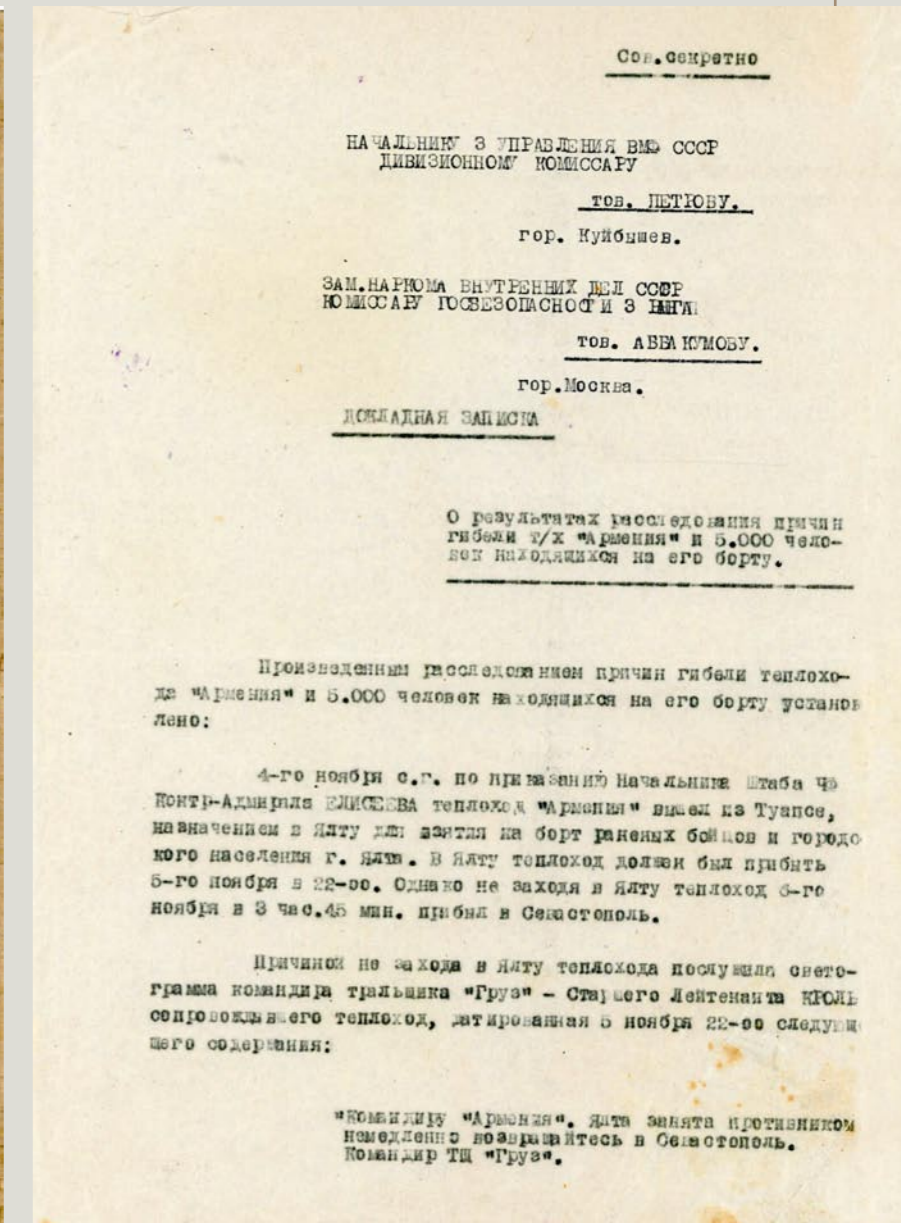 Сов.секретно
НАЧАЛЬНИКУ 3 УПРАВЛЕНИЯ ВМФ СССР
ДИВИЗИОННОМУ КОМИССАРУ
тов. ПЕТРОВУ.
гор. Куйбышев.
ЗАМ.НАРКОМА ВНУТРЕННИХ ДЕЛ СССР
КОМИССАРУ ГОСБЕЗОПАСНОСТИ 3 РАНГА
тов. АБВАКУМОВУ.
гор.Москва.
ДОКЛАДНАЯ ЗАПИСКА
О результатах расследования причин
гибели т/х "Армения" и 5.000 чело-
век находящихся на его борту.
Произведенным расследованием причин гибели теплохо-
да "Армения" и 5.000 человек находящихся на его борту установ
лено:
4-го ноября с.г. по приказанию Начальника Штаба ЧФ
Контр-Адмирала ЕЛИСЕЕВА теплоход "Армения" вышел из Туапсе,
назначением в Ялту для взятия на борт раненых бойцов и городс
кого населения г. Ялта. В Ялту теплоход должен был прибыть
5-го ноября в 22-00. Однако не заходя в Ялту теплоход 6-го
ноября в 3 час.45 мин. прибыл в Севастополь.
Причиной не захода в Ялту теплохода послужила свето-
грамма командира тральщика "Груз" - Старшего Лейтенанта КРОЛЬ
сопровождавшего теплоход, датированная 5 ноября 22-00 следующ
щего содержания:
"Командиру "Армения". Ялта занята противником
немедленно возвращайтесь в Севастополь.
Командир ТЩ "Груз".